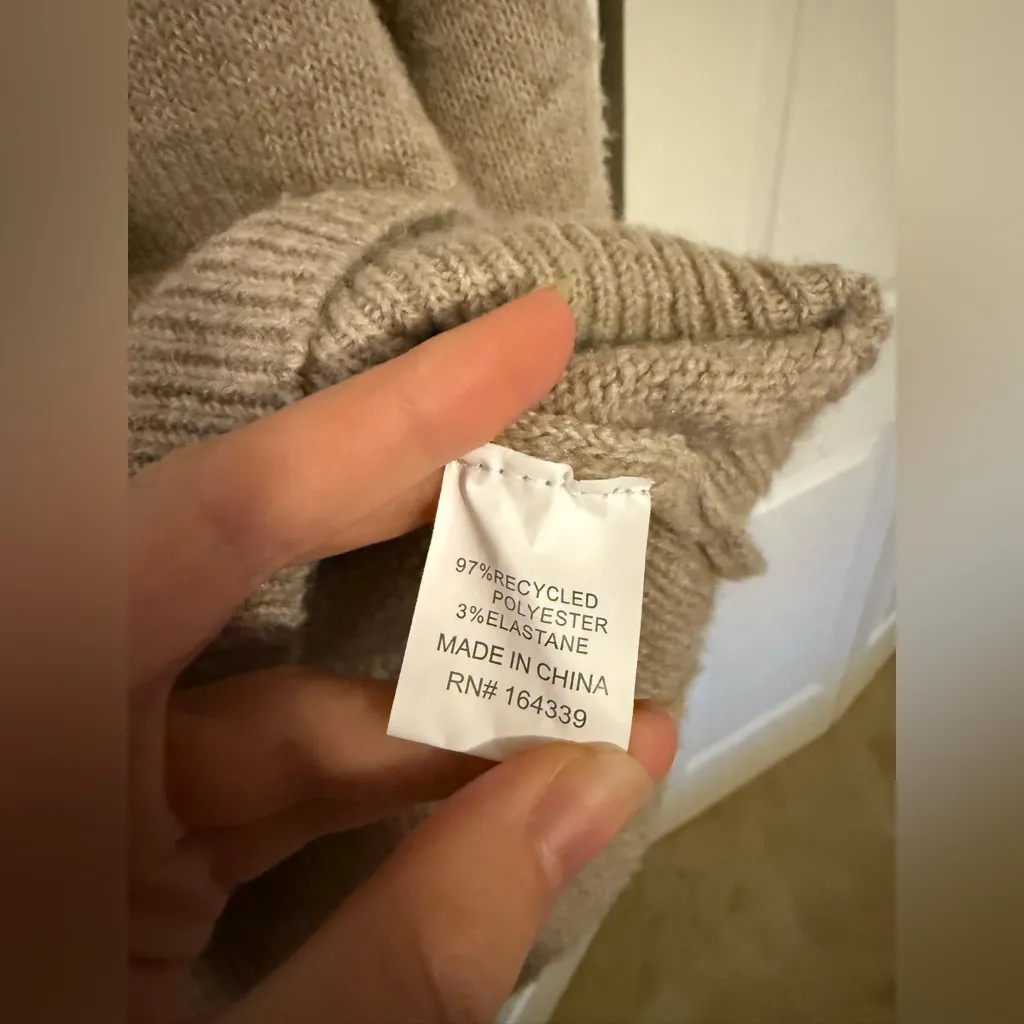 97%RECYCLED
POLYESTER
3%ELASTANE
MADE IN CHINA
RN# 164339